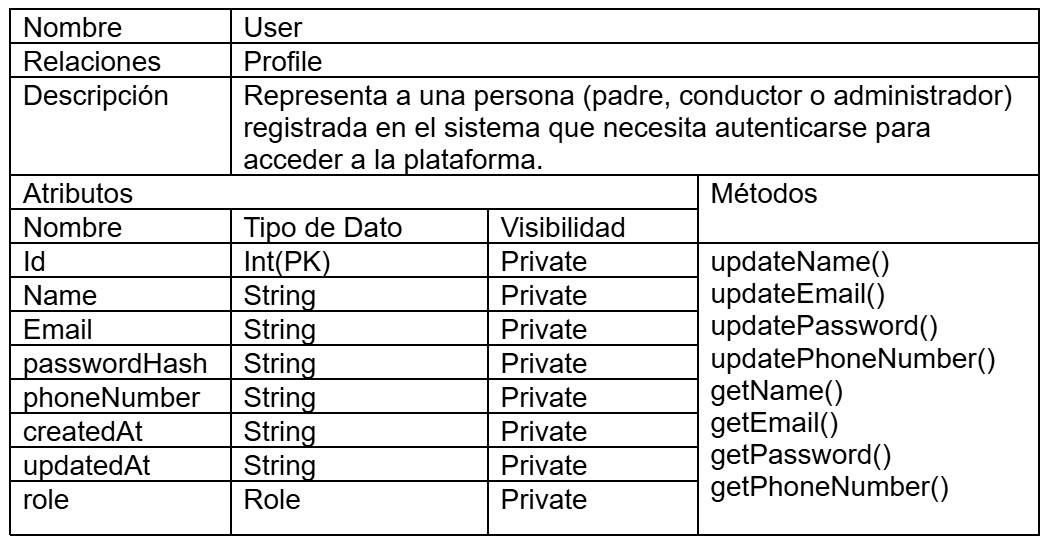 Nombre User
Relaciones Profile
Descripción Representa a una persona (padre, conductor o administrador)
registrada en el sistema que necesita autenticarse para
acceder a la plataforma.
Atributos Métodos
Nombre Tipo de Dato Visibilidad
Id Int(PK) Private updateName()
Name String Private updateEmail()
Email String Private updatePassword()
passwordHash String Private updatePhoneNumber()
phoneNumber String Private getName()
createdAt String Private getEmail()
updatedAt String Private getPassword()
role Role Private getPhoneNumber()